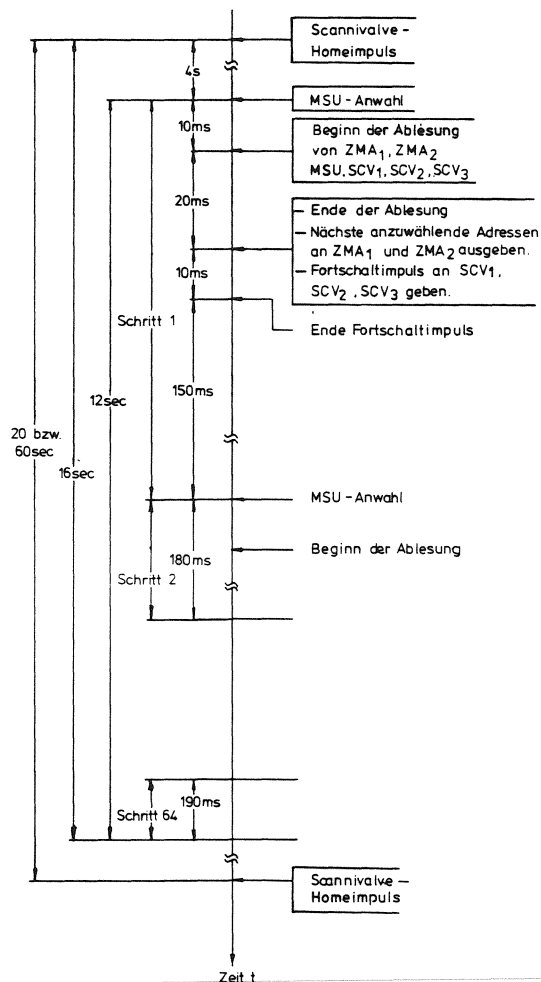 Scannivalve –
Homeimpuls
4s
MSU-Anwahl
10ms
Beginn der Ablesung
von ZMA1, ZMA2
MSU, SCV1, SCV2, SCV3
20ms
– Ende der Ablesung
– Nächste anzuwählende Adressen
an ZMA1 und ZMA2 ausgeben.
– Fortschaltimpuls an SCV1,
SCV2, SCV3 geben.
10ms
Schritt 1
Ende Fortschaltimpuls
150ms
12sec
20 bzw.
60sec
16sec
MSU-Anwahl
Beginn der Ablesung
180ms
Schritt 2
190ms
Schritt 64
Scannivalve –
Homeimpuls
Zeit t